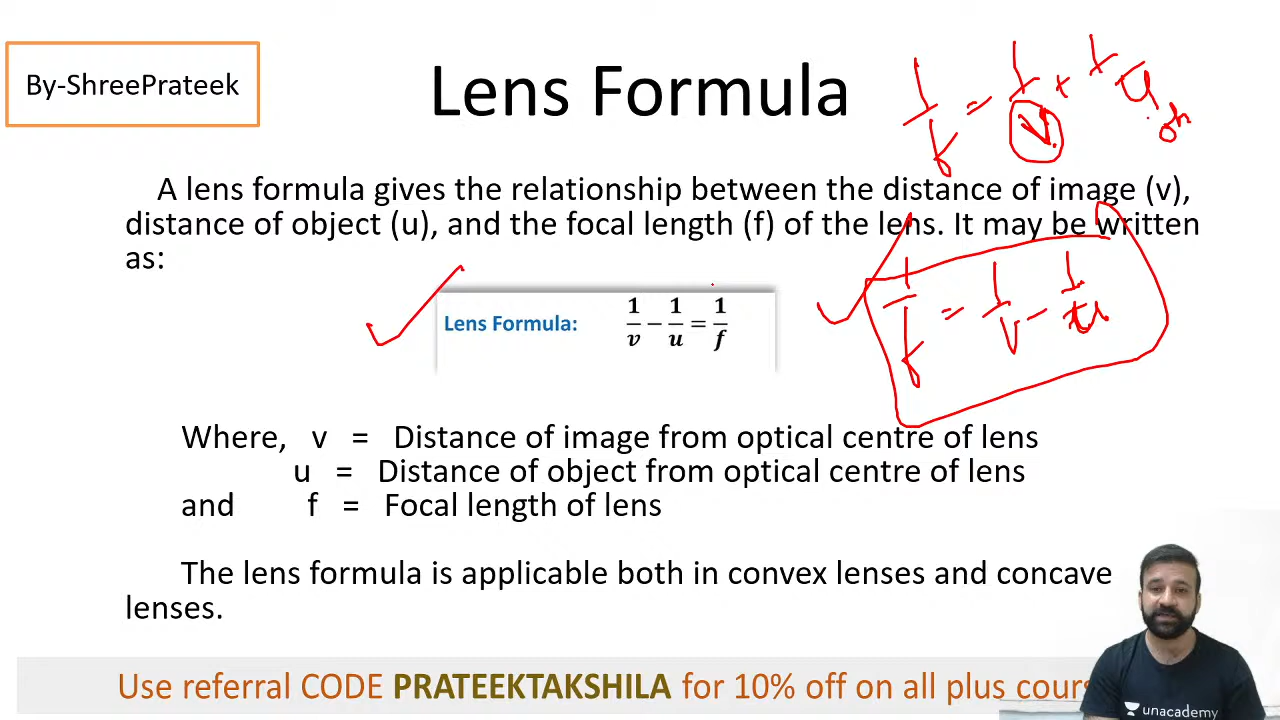 By-ShreePrateek
Lens Formula
1/f = 1/v + 1/u
A lens formula gives the relationship between the distance of image (v),
distance of object (u), and the focal length (f) of the lens. It may be written
as:
Lens Formula: 1/v − 1/u = 1/f
1/f = 1/v − 1/u
Where, v = Distance of image from optical centre of lens
u = Distance of object from optical centre of lens
and f = Focal length of lens
The lens formula is applicable both in convex lenses and concave
lenses.
Use referral CODE PRATEEKTAKSHILA for 10% off on all plus cours
unacademy